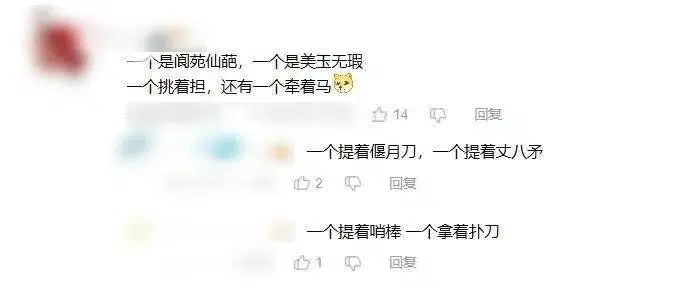 一个是阆苑仙葩，一个是美玉无瑕
一个挑着担，还有一个牵着马
14 回复
一个提着偃月刀，一个提着丈八矛
2 回复
一个提着哨棒 一个拿着扑刀
1 回复